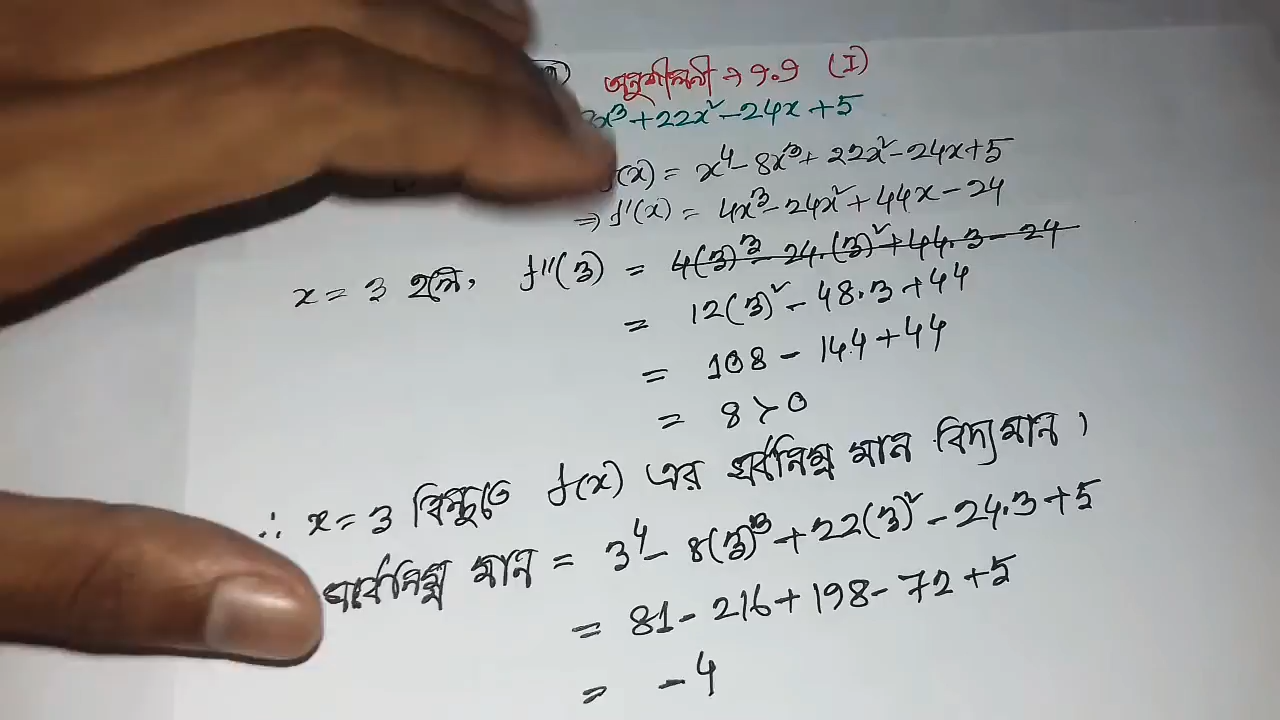 অনুশীলনী → ৭.৭ (I)
x³+22x²-24x+5
f(x) = x⁴-8x³+22x²-24x+5
⇒ f'(x) = 4x³-24x²+44x-24
x=3 হলে, f''(3) = 4(3)³-24.(3)²+44.3-24
= 12(3)²-48.3+44
= 108-144+44
= 8>0
∴ x=3 বিন্দুতে f(x) এর সর্বনিম্ন মান বিদ্যমান।
সর্বনিম্ন মান = 3⁴-8(3)³+22(3)²-24.3+5
= 81-216+198-72+5
= -4